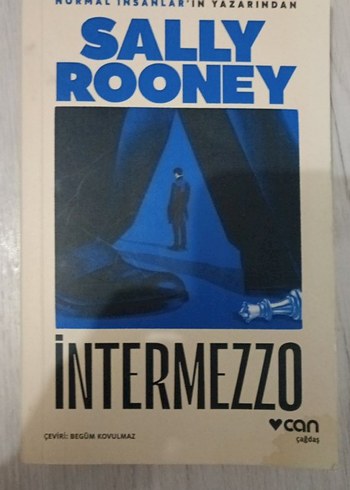 NORMAL İNSANLAR'IN YAZARINDAN
SALLY
ROONEY
İNTERMEZZO
can
çağdaş
ÇEVİRİ: BEGÜM KOVULMAZ